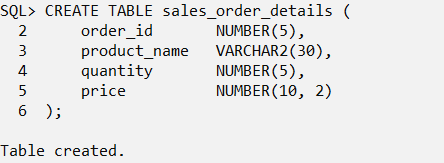 SQL> CREATE TABLE sales_order_details (
  2      order_id       NUMBER(5),
  3      product_name   VARCHAR2(30),
  4      quantity       NUMBER(5),
  5      price          NUMBER(10, 2)
  6  );

Table created.